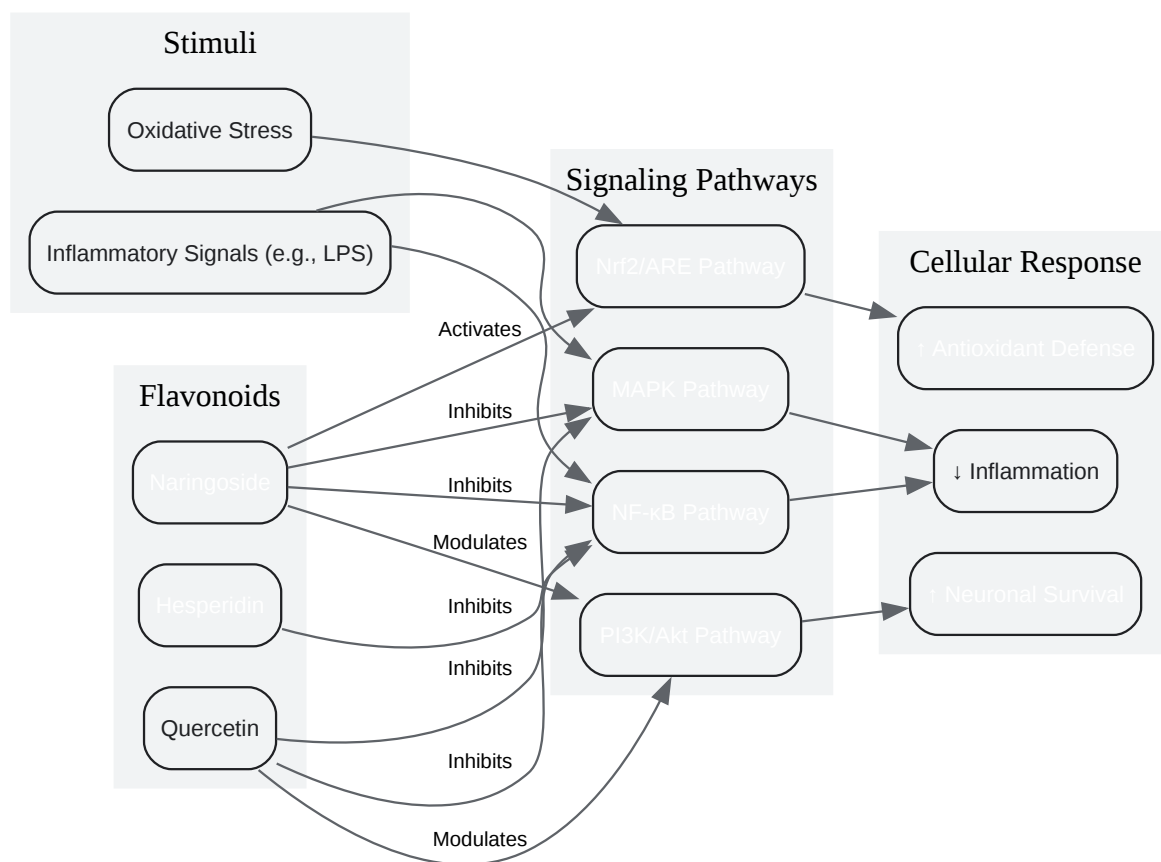 Stimuli
Oxidative Stress
Inflammatory Signals (e.g., LPS)
Flavonoids
Naringoside
Hesperidin
Quercetin
Activates
Inhibits
Inhibits
Modulates
Inhibits
Inhibits
Inhibits
Modulates
Signaling Pathways
Nrf2/ARE Pathway
MAPK Pathway
NF-κB Pathway
PI3K/Akt Pathway
Cellular Response
↑ Antioxidant Defense
↓ Inflammation
↑ Neuronal Survival